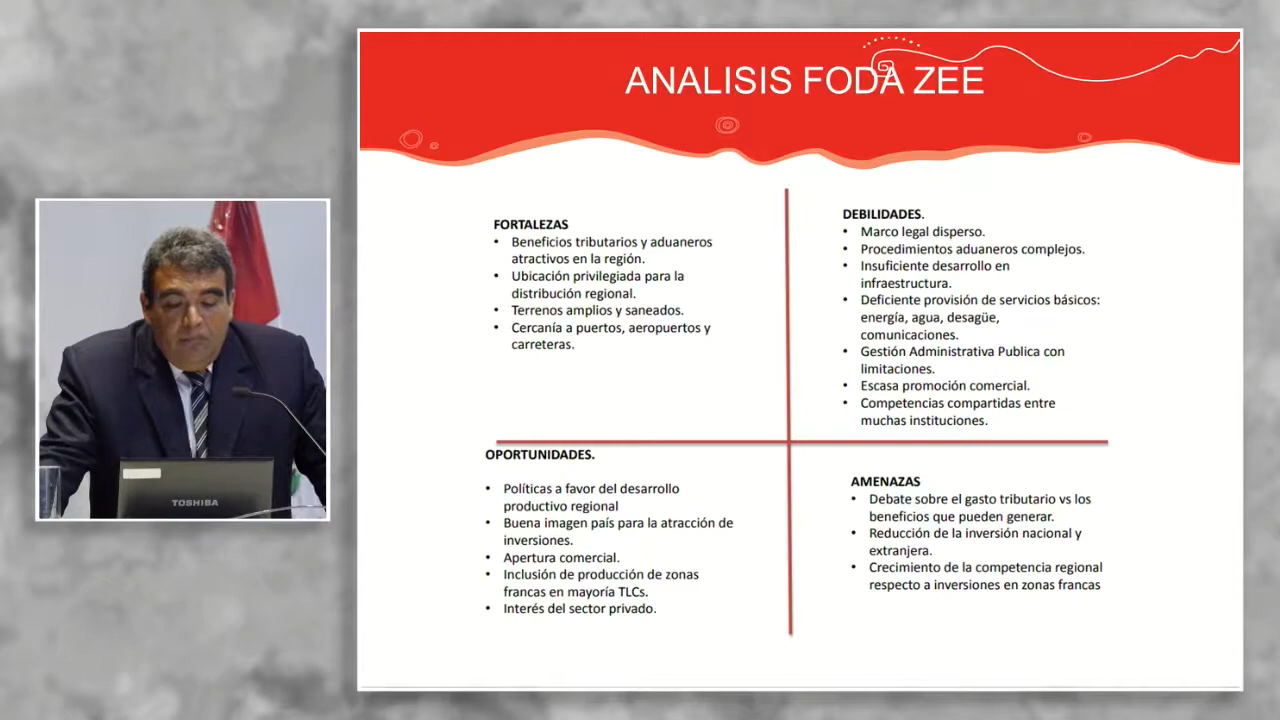 ANALISIS FODA ZEE
FORTALEZAS
• Beneficios tributarios y aduaneros
atractivos en la región.
• Ubicación privilegiada para la
distribución regional.
• Terrenos amplios y saneados.
• Cercanía a puertos, aeropuertos y
carreteras.
DEBILIDADES.
• Marco legal disperso.
• Procedimientos aduaneros complejos.
• Insuficiente desarrollo en
infraestructura.
• Deficiente provisión de servicios básicos:
energía, agua, desagüe,
comunicaciones.
• Gestión Administrativa Publica con
limitaciones.
• Escasa promoción comercial.
• Competencias compartidas entre
muchas instituciones.
OPORTUNIDADES.
• Políticas a favor del desarrollo
productivo regional
• Buena imagen país para la atracción de
inversiones.
• Apertura comercial.
• Inclusión de producción de zonas
francas en mayoría TLCs.
• Interés del sector privado.
AMENAZAS
• Debate sobre el gasto tributario vs los
beneficios que pueden generar.
• Reducción de la inversión nacional y
extranjera.
• Crecimiento de la competencia regional
respecto a inversiones en zonas francas
TOSHIBA